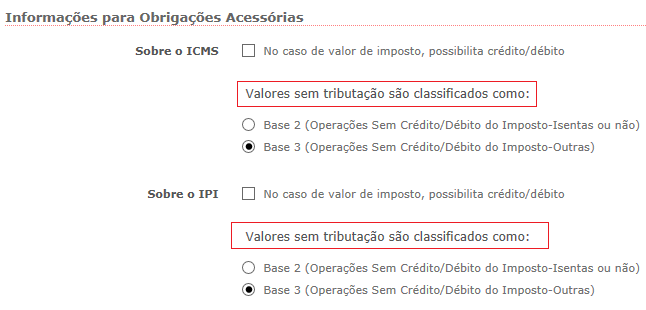 Informações para Obrigações Acessórias
Sobre o ICMS No caso de valor de imposto, possibilita crédito/débito
Valores sem tributação são classificados como:
Base 2 (Operações Sem Crédito/Débito do Imposto-Isentas ou não)
Base 3 (Operações Sem Crédito/Débito do Imposto-Outras)
Sobre o IPI No caso de valor de imposto, possibilita crédito/débito
Valores sem tributação são classificados como:
Base 2 (Operações Sem Crédito/Débito do Imposto-Isentas ou não)
Base 3 (Operações Sem Crédito/Débito do Imposto-Outras)